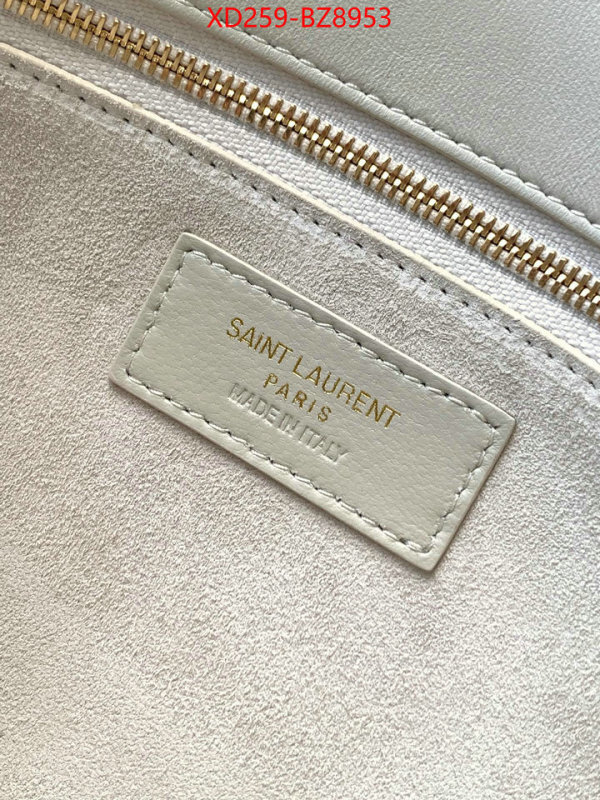 XD259-BZ8953
SAINT LAURENT
PARIS
MADE IN ITALY